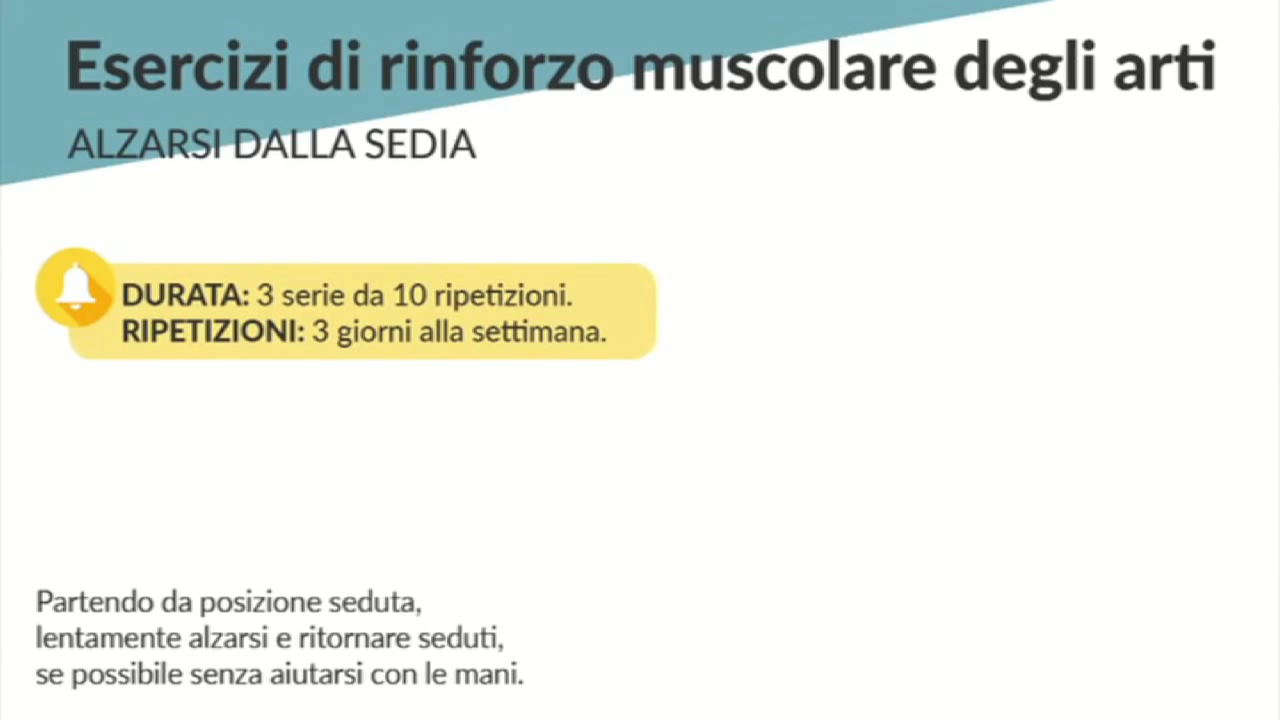 Esercizi di rinforzo muscolare degli arti
ALZARSI DALLA SEDIA
DURATA: 3 serie da 10 ripetizioni.
RIPETIZIONI: 3 giorni alla settimana.
Partendo da posizione seduta,
lentamente alzarsi e ritornare seduti,
se possibile senza aiutarsi con le mani.